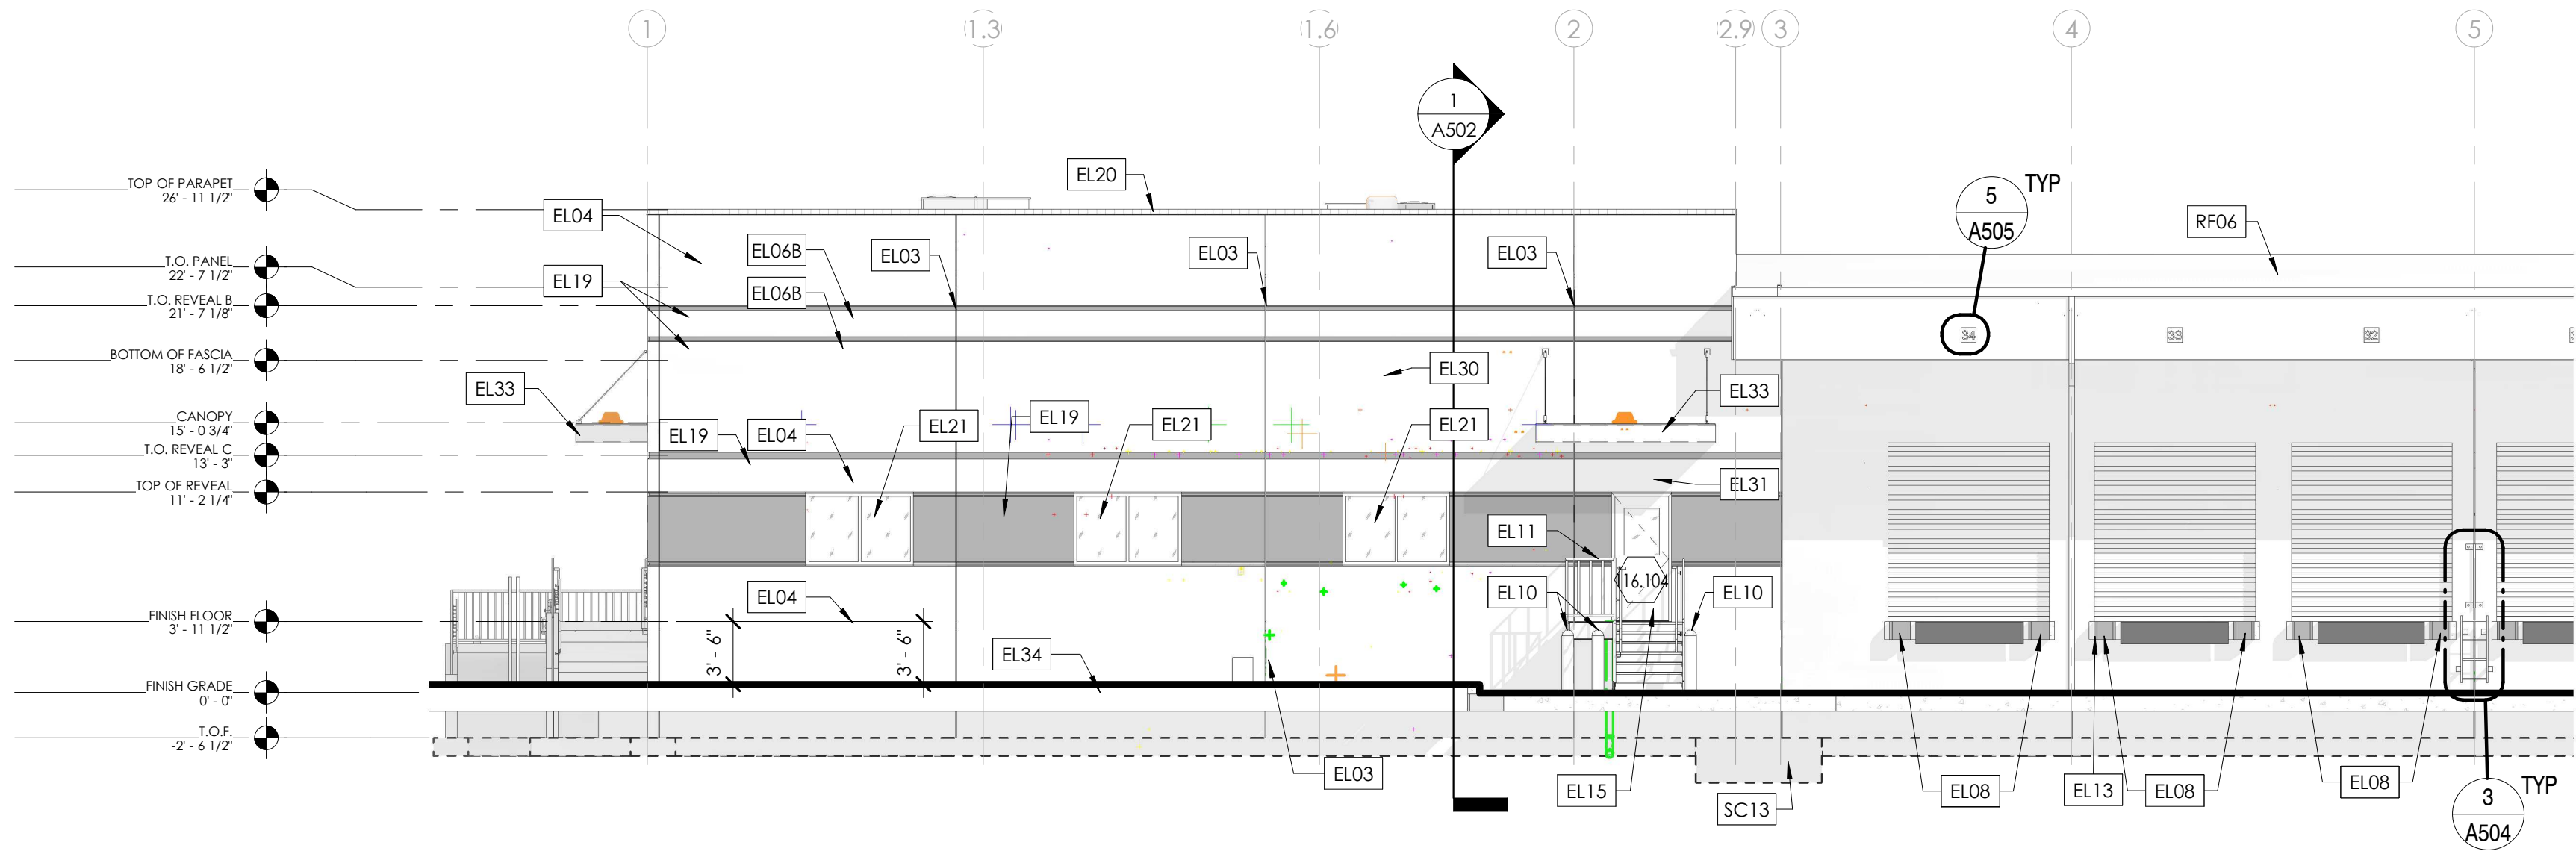 1
1.3
1.6
2
2.9
3
4
5
1
A502
5
A505
TYP
EL20
EL04
EL06B
EL03
EL03
EL03
RF06
EL19
EL06B
34
33
32
EL30
EL33
EL33
EL19
EL04
EL21
EL19
EL21
EL21
EL31
EL11
16.104
EL10
EL10
EL04
3' - 6"
3' - 6"
EL34
EL03
EL15
SC13
EL08
EL13
EL08
EL08
3
A504
TYP
TOP OF PARAPET
26' - 11 1/2"
T.O. PANEL
22' - 7 1/2"
T.O. REVEAL B
21' - 7 1/8"
BOTTOM OF FASCIA
18' - 6 1/2"
CANOPY
15' - 0 3/4"
T.O. REVEAL C
13' - 3"
TOP OF REVEAL
11' - 2 1/4"
FINISH FLOOR
3' - 11 1/2"
FINISH GRADE
0' - 0"
T.O.F.
-2' - 6 1/2"